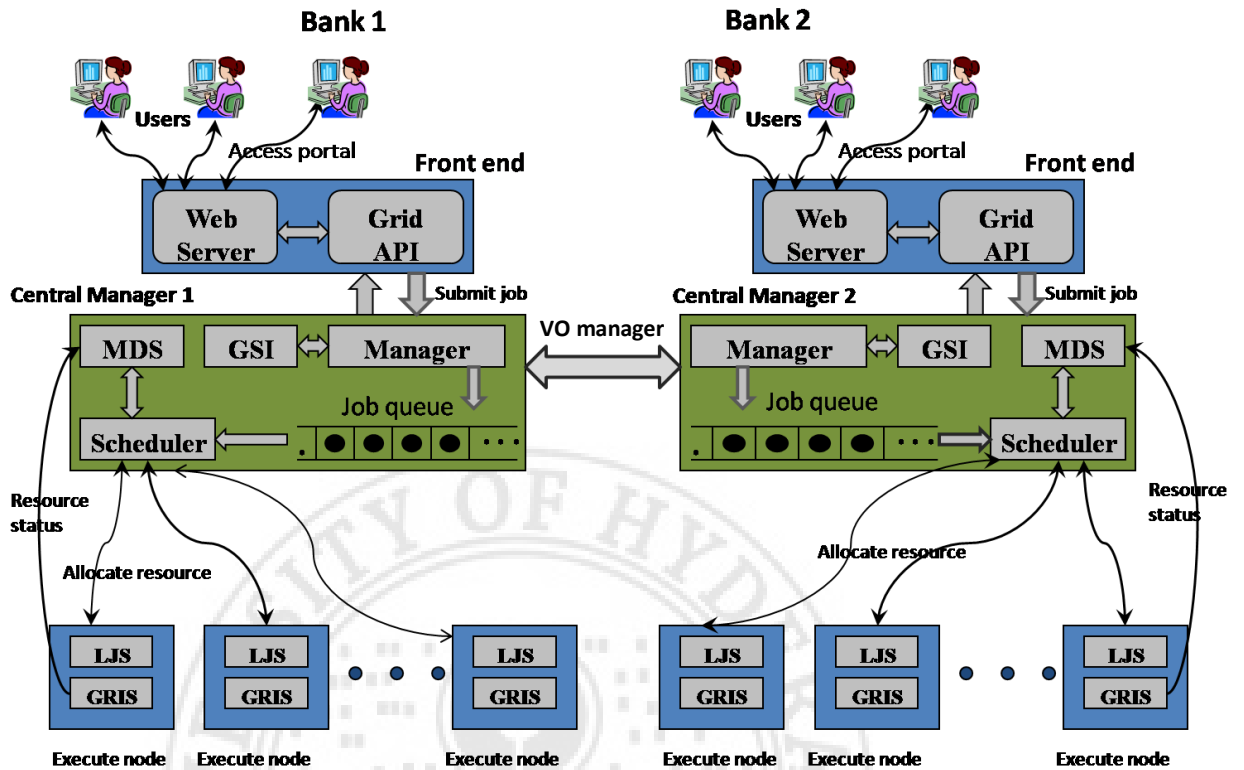 Bank 1
Bank 2
Users
Users
Access portal
Access portal
Front end
Front end
Web
Server
Grid
API
Web
Server
Grid
API
Central Manager 1
Submit job
Central Manager 2
Submit job
VO manager
MDS
GSI
Manager
Manager
GSI
MDS
Job queue
Job queue
Scheduler
. ...
... 
Scheduler
Resource
status
Resource
status
Allocate resource
Allocate resource
SITY OF HYDE
LJS
GRIS
LJS
GRIS
LJS
GRIS
LJS
GRIS
LJS
GRIS
LJS
GRIS
Execute node
Execute node
Execute node
Execute node
Execute node
Execute node